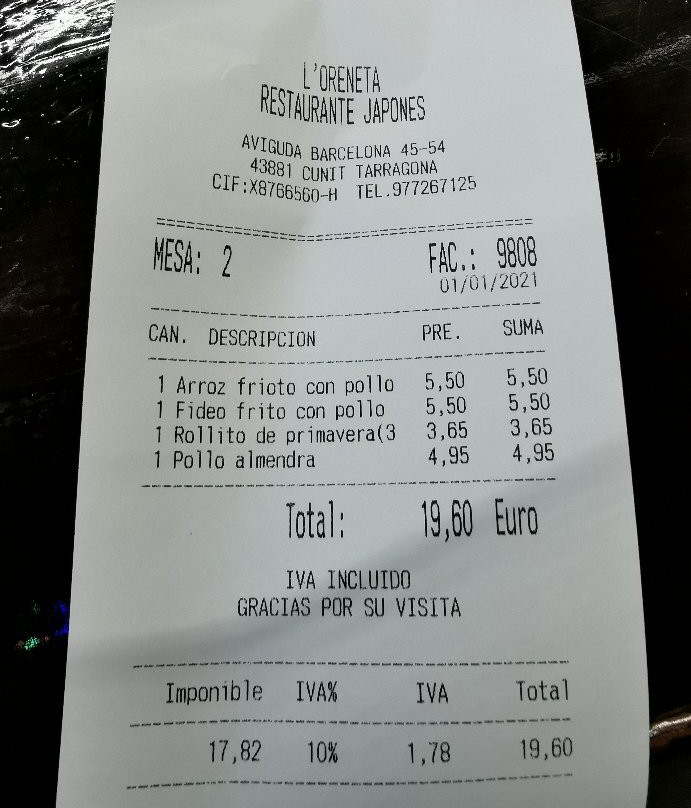 L'ORENETA
RESTAURANTE JAPONES
AVIGUDA BARCELONA 45-54
43881 CUNIT TARRAGONA
CIF:X8766560-H TEL.977267125
MESA: 2 FAC.: 9808
01/01/2021
CAN. DESCRIPCION PRE. SUMA
1 Arroz frioto con pollo 5,50 5,50
1 Fideo frito con pollo 5,50 5,50
1 Rollito de primavera(3 3,65 3,65
1 Pollo almendra 4,95 4,95
Total: 19,60 Euro
IVA INCLUIDO
GRACIAS POR SU VISITA
Imponible IVA% IVA Total
17,82 10% 1,78 19,60